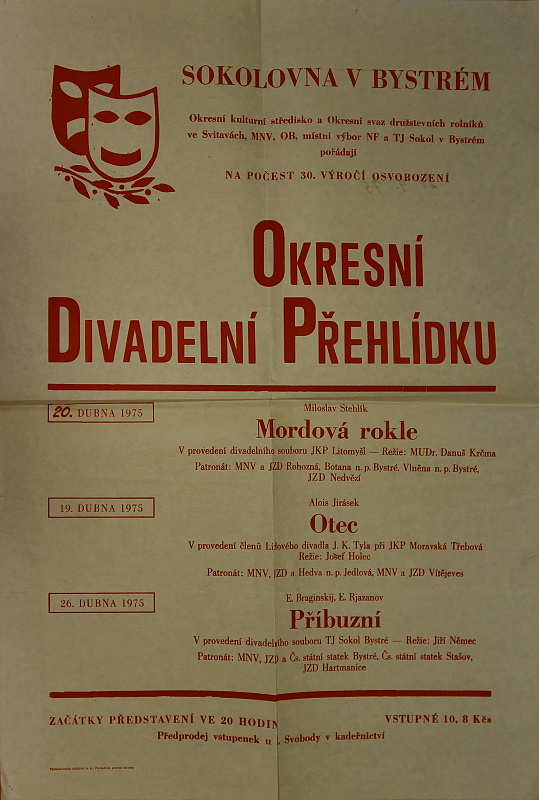 SOKOLOVNA V BYSTRÉM
Okresní kulturní středisko a Okresní svaz družstevních rolníků
ve Svitavách, MNV, OB, místní výbor NF a TJ Sokol v Bystrém
pořádají
NA POČEST 30. VÝROČÍ OSVOBOZENÍ
OKRESNÍ
DIVADELNÍ PŘEHLÍDKU
20. DUBNA 1975
Miloslav Stehlík
Mordová rokle
V provedení divadelního souboru JKP Litomyšl — Režie: MUDr. Danuš Krčma
Patronát: MNV a JZD Rohozná, Botana n. p. Bystré, Vlněna n. p. Bystré,
JZD Nedvězí
19. DUBNA 1975
Alois Jirásek
Otec
V provedení členů Lidového divadla J. K. Tyla při JKP Moravská Třebová
Režie: Josef Holec
Patronát: MNV, JZD a Hedva n. p. Jedlová, MNV a JZD Vítějeves
26. DUBNA 1975
E. Braginskij, E. Rjazanov
Příbuzní
V provedení divadelního souboru TJ Sokol Bystré — Režie: Jiří Němec
Patronát: MNV, JZD a Čs. státní statek Bystré, Čs. státní statek Stašov,
JZD Hartmanice
ZAČÁTKY PŘEDSTAVENÍ VE 20 HODIN
VSTUPNÉ 10, 8 Kčs
Předprodej vstupenek u Svobody v kadeřnictví